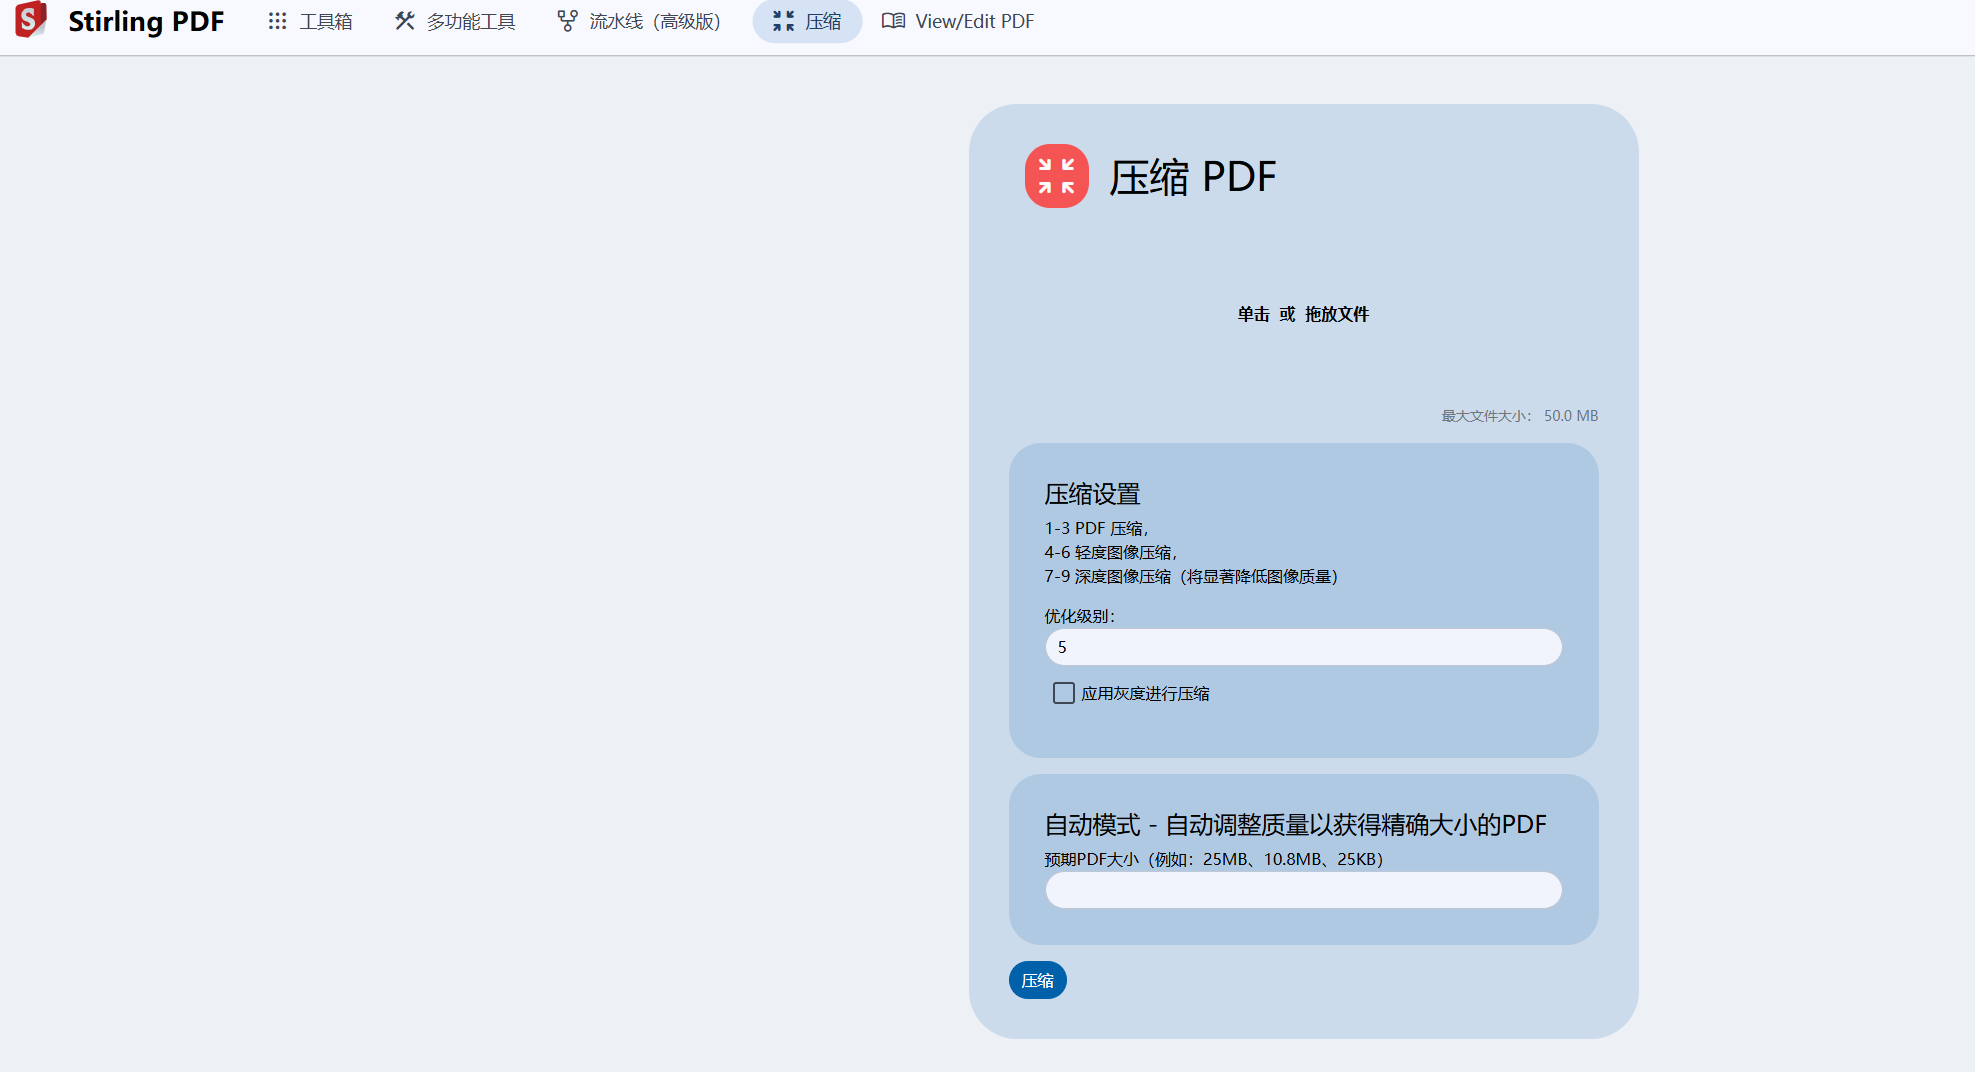 Stirling PDF
工具箱
多功能工具
流水线（高级版）
压缩
View/Edit PDF
压缩 PDF
单击 或 拖放文件
最大文件大小： 50.0 MB
压缩设置
1-3 PDF 压缩，
4-6 轻度图像压缩，
7-9 深度图像压缩（将显著降低图像质量）
优化级别：
5
应用灰度进行压缩
自动模式 - 自动调整质量以获得精确大小的PDF
预期PDF大小（例如：25MB、10.8MB、25KB）
压缩